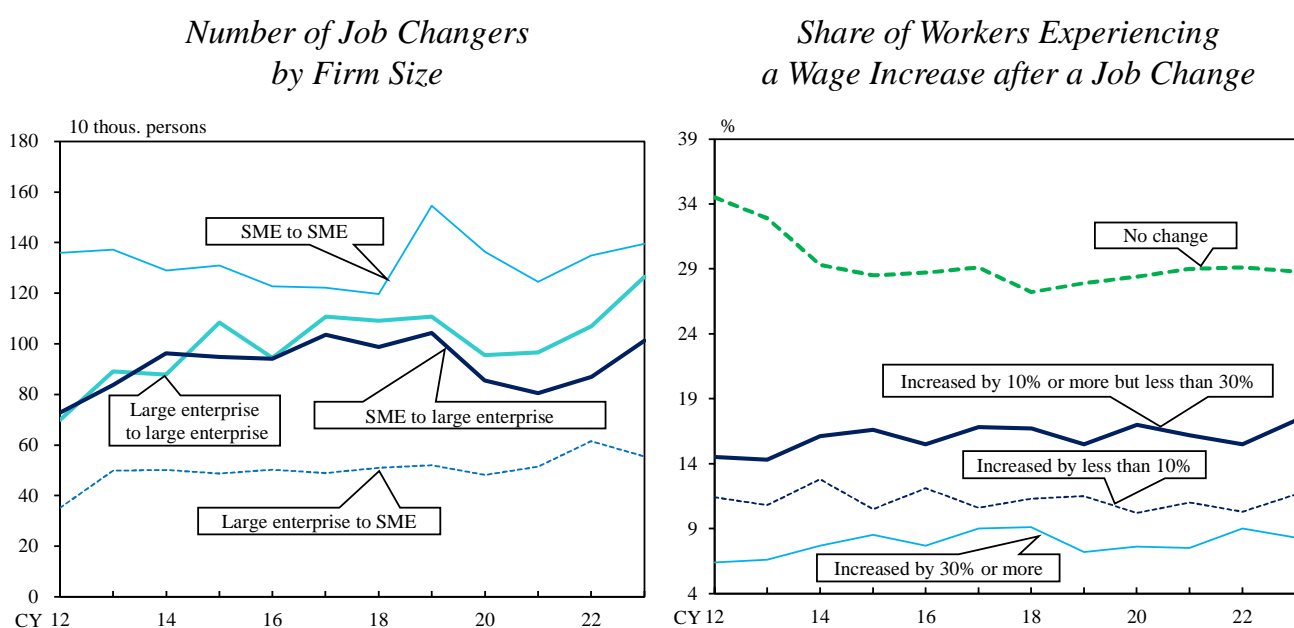 Number of Job Changers
by Firm Size
10 thous. persons
180
160
140
120
100
80
60
40
20
0
SME to SME
Large enterprise
to large enterprise
SME to large enterprise
Large enterprise to SME
CY 12 14 16 18 20 22
Share of Workers Experiencing
a Wage Increase after a Job Change
%
39
34
29
24
19
14
9
4
No change
Increased by 10% or more but less than 30%
Increased by less than 10%
Increased by 30% or more
CY 12 14 16 18 20 22